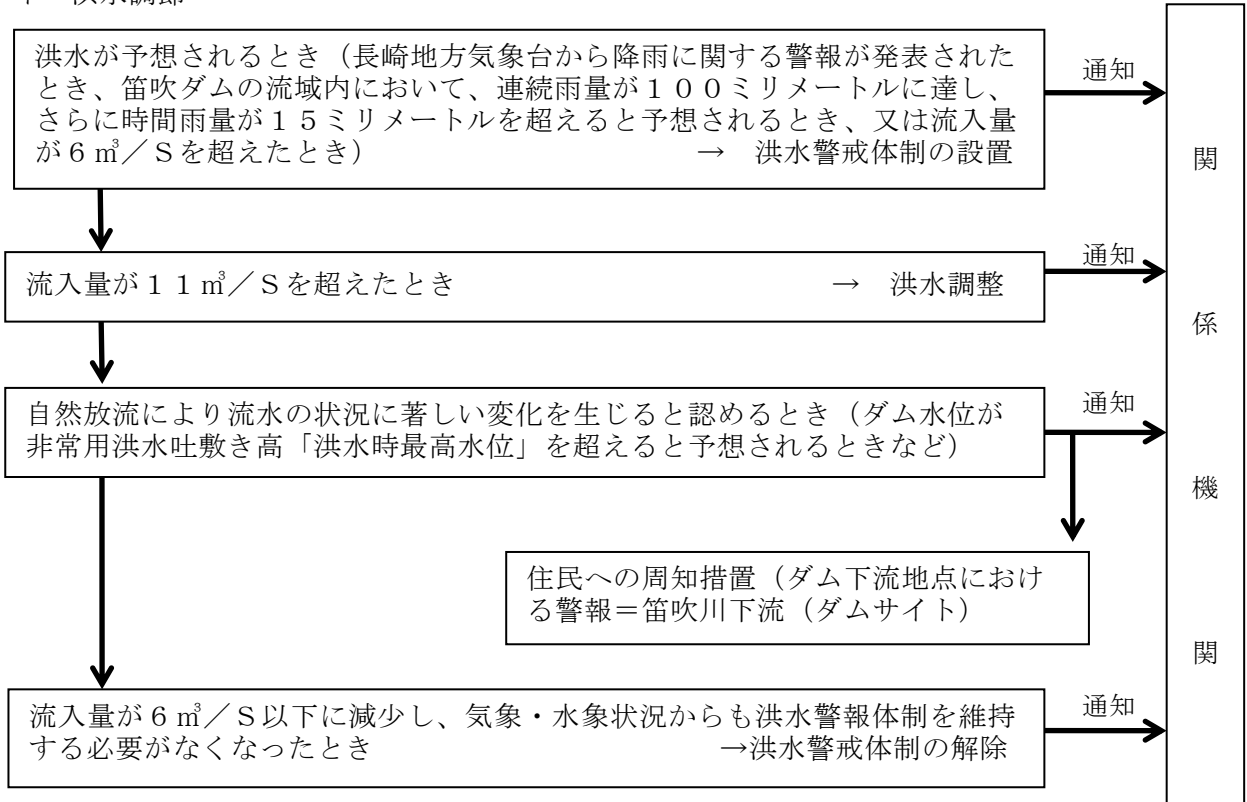 洪水が予想されるとき（長崎地方気象台から降雨に関する警報が発表された
とき、笛吹ダムの流域内において、連続雨量が１００ミリメートルに達し、
さらに時間雨量が１５ミリメートルを超えると予想されるとき、又は流入量
が６㎥／Ｓを超えたとき） → 洪水警戒体制の設置
通知
流入量が１１㎥／Ｓを超えたとき → 洪水調整
通知
自然放流により流水の状況に著しい変化を生じると認めるとき（ダム水位が
非常用洪水吐敷き高「洪水時最高水位」を超えると予想されるときなど）
通知
住民への周知措置（ダム下流地点におけ
る警報＝笛吹川下流（ダムサイト）
流入量が６㎥／Ｓ以下に減少し、気象・水象状況からも洪水警報体制を維持
する必要がなくなったとき →洪水警戒体制の解除
通知
関係機関